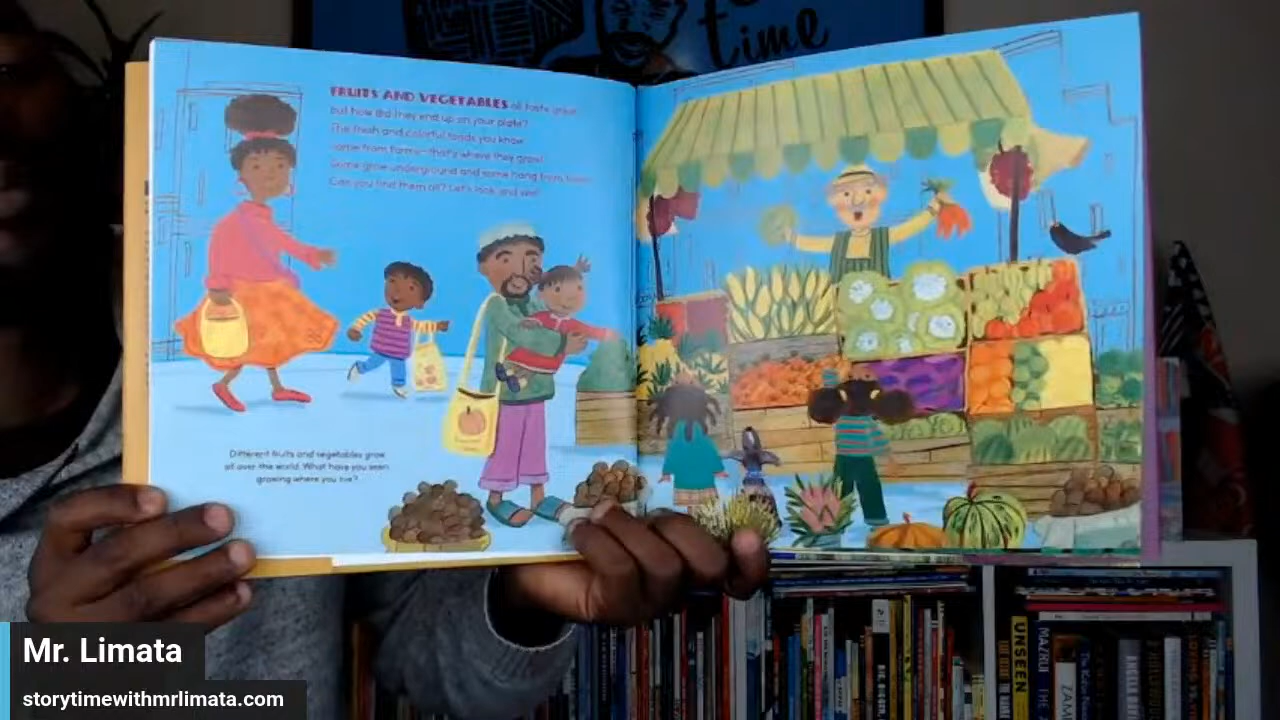 time
FRUITS AND VEGETABLES all taste great,
but how did they end up on your plate?
The fresh and colorful foods you know
come from farms—that's where they grow!
Some grow underground and some hang from trees.
Can you find them all? Let's look and see!
Different fruits and vegetables grow
all over the world. What have you seen
growing where you live?
Mr. Limata
storytimewithmrlimata.com
UNSEEN
MAZRUI THE
ZAM